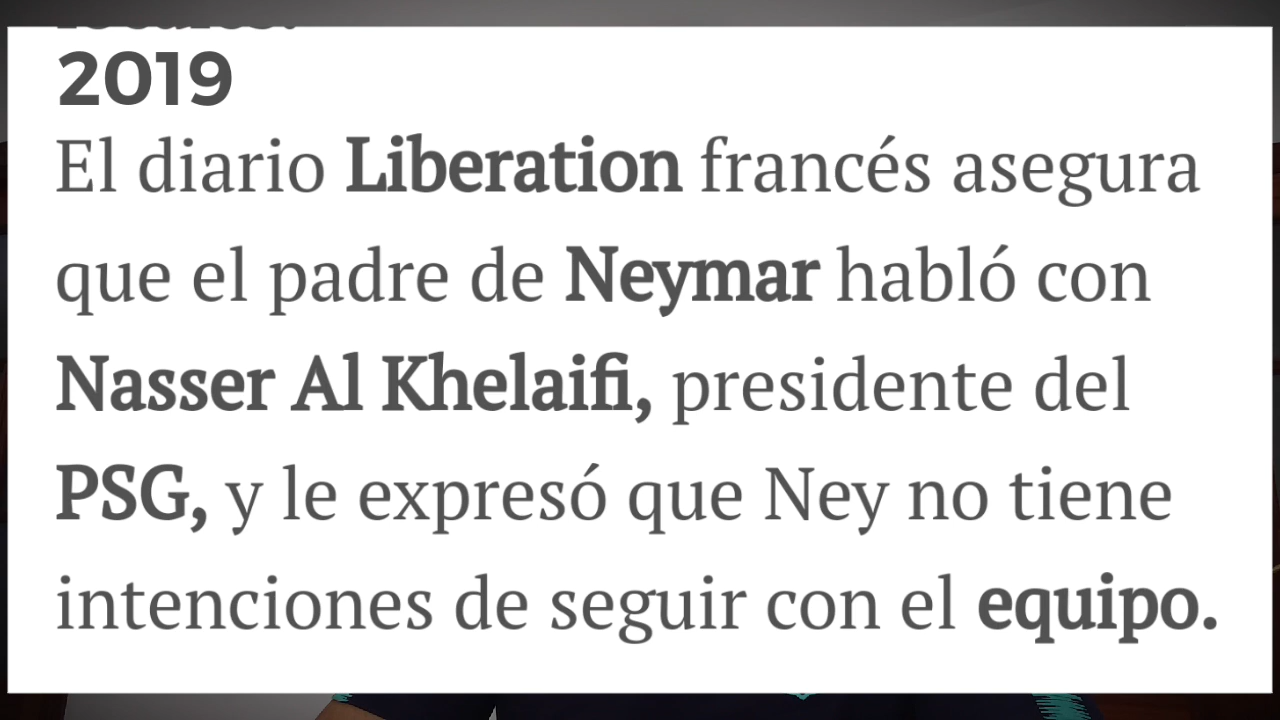 2019
El diario Liberation francés asegura
que el padre de Neymar habló con
Nasser Al Khelaifi, presidente del
PSG, y le expresó que Ney no tiene
intenciones de seguir con el equipo.